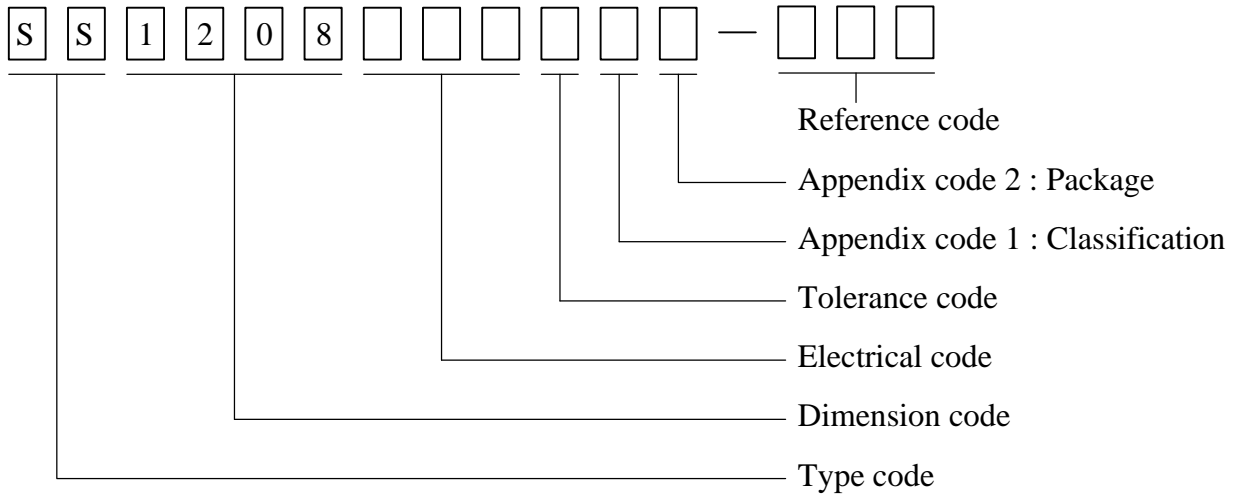 S S 1 2 0 8 —
Reference code
Appendix code 2 : Package
Appendix code 1 : Classification
Tolerance code
Electrical code
Dimension code
Type code